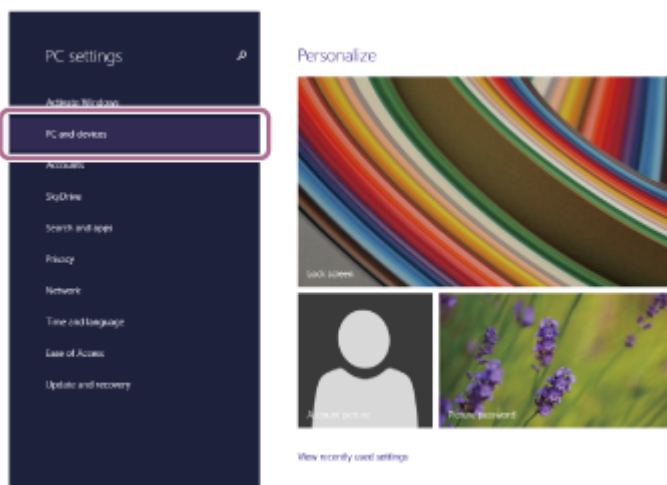 PC settings
Activate Windows
PC and devices
Accounts
SkyDrive
Search and apps
Privacy
Network
Time and language
Ease of Access
Update and recovery
Personalize
Lock screen
Account picture
Picture password
View recently used settings